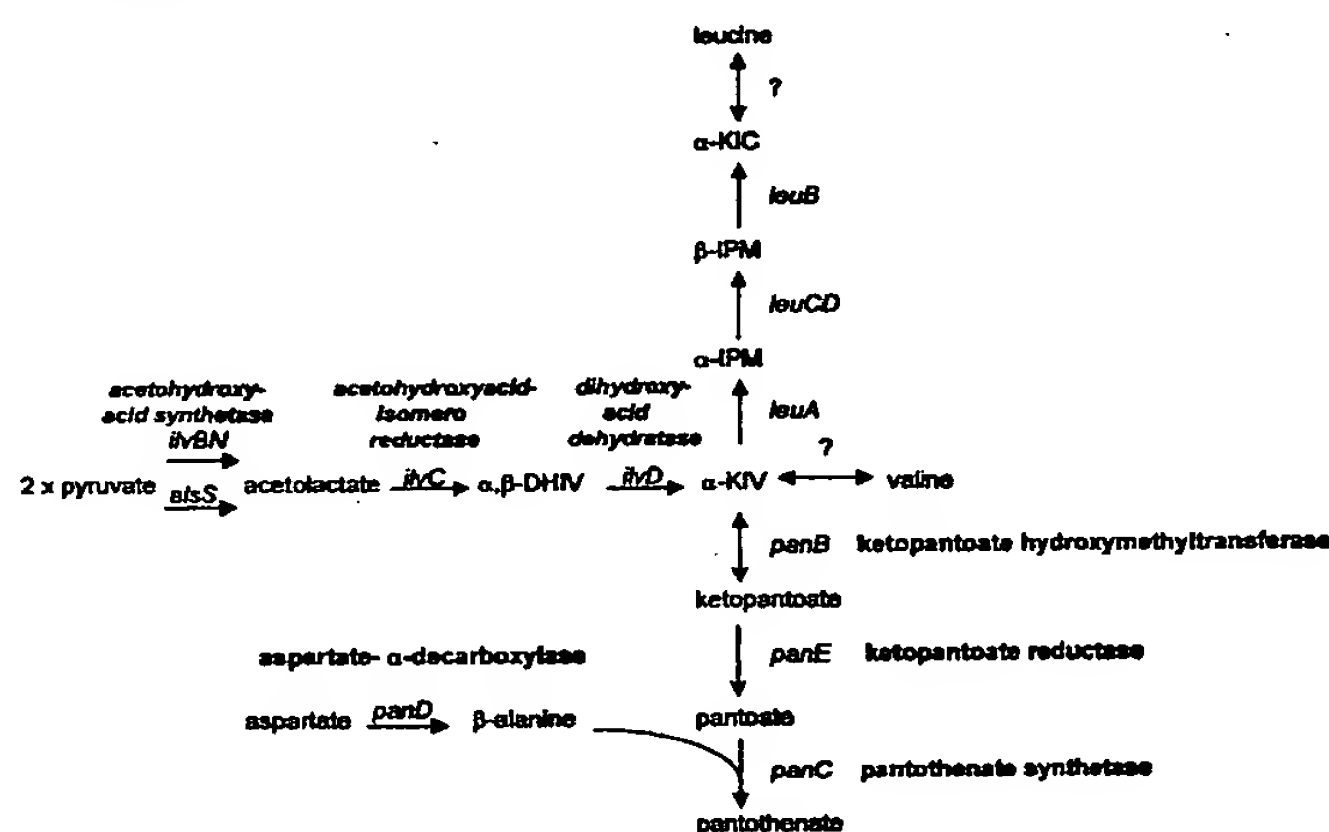 leucine
?
α-KIC
leuB
β-IPM
leuCD
α-IPM
leuA
?
acetohydroxy-
acid synthetase
ilvBN
acetohydroxyacid-
isomero
reductase
dihydroxy-
acid
dehydratase
2 x pyruvate alsS acetolactate ilvC α,β-DHIV ilvD α-KIV valine
panB ketopantoate hydroxymethyltransferase
ketopantoate
aspartate- α-decarboxylase
panE ketopantoate reductase
aspartate panD β-alanine pantoate
panC pantothenate synthetase
pantothenate